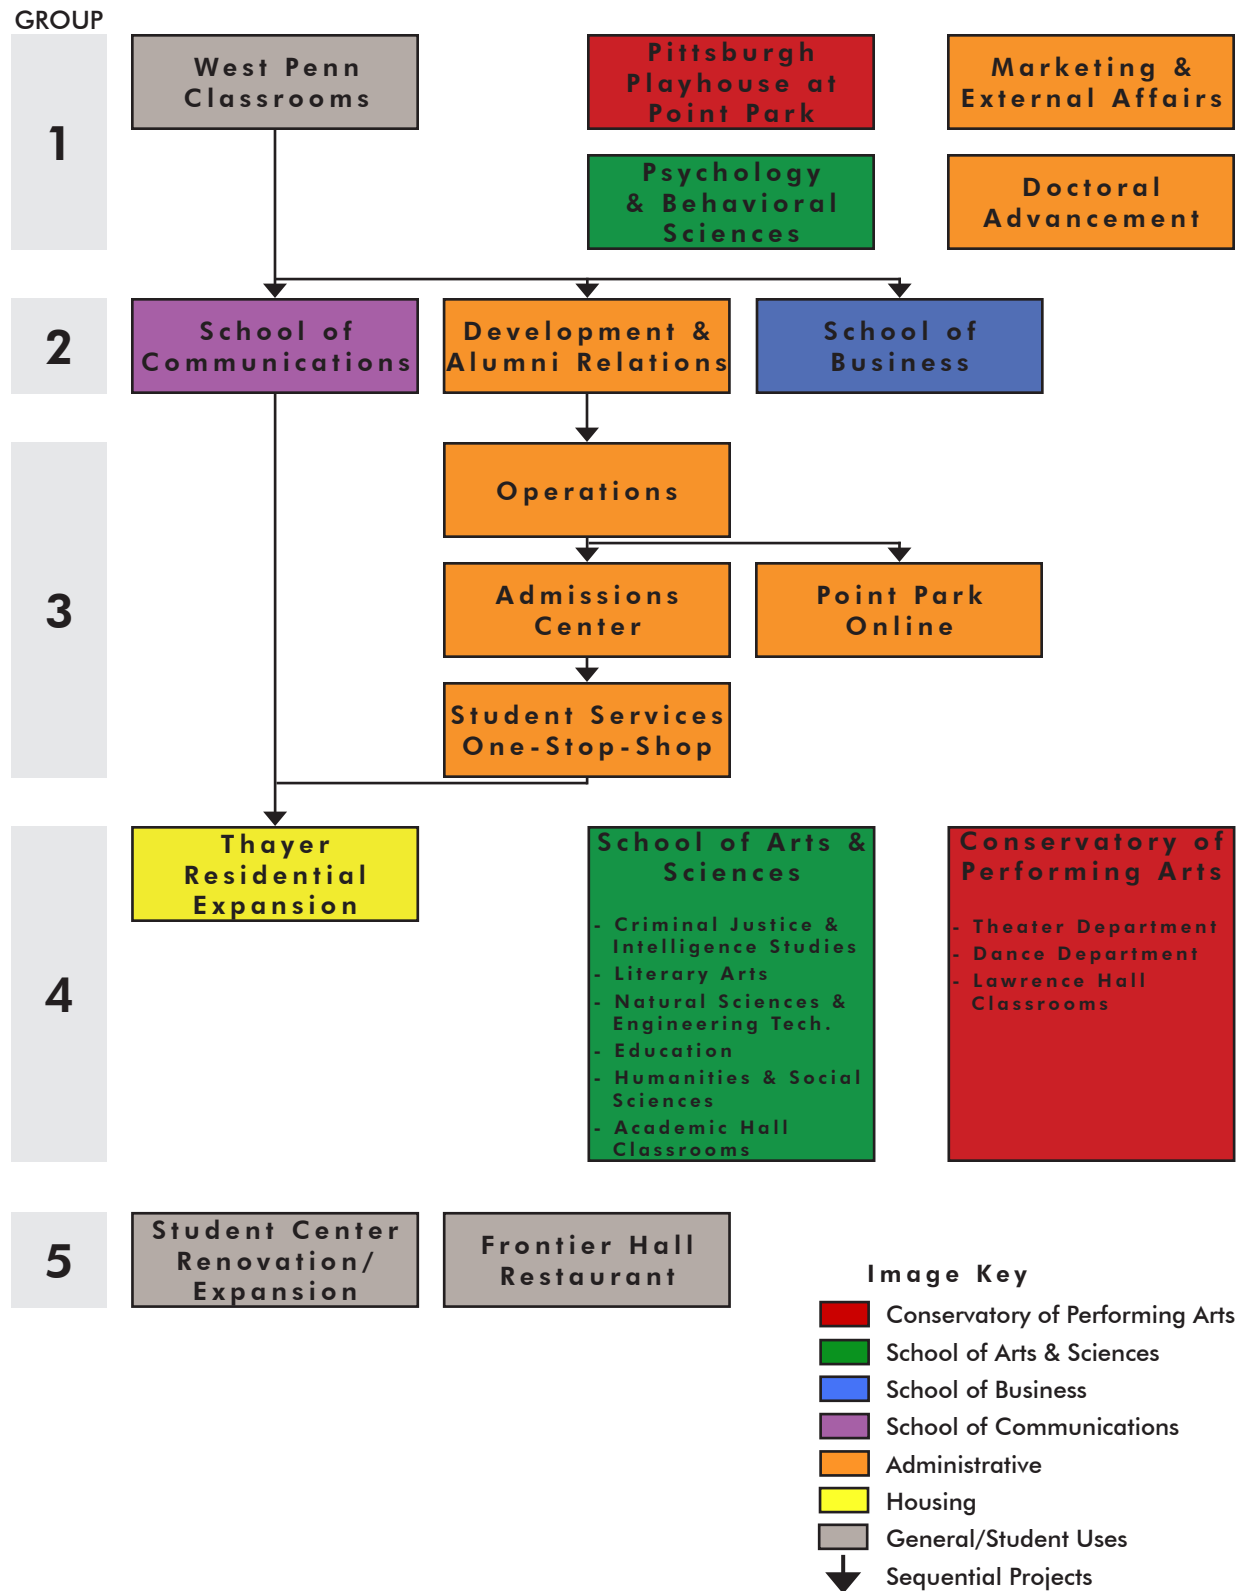 GROUP
1
West Penn
Classrooms
Pittsburgh
Playhouse at
Point Park
Marketing &
External Affairs
Psychology
& Behavioral
Sciences
Doctoral
Advancement
2
School of
Communications
Development &
Alumni Relations
School of
Business
3
Operations
Admissions
Center
Point Park
Online
Student Services
One-Stop-Shop
4
Thayer
Residential
Expansion
School of Arts &
Sciences
- Criminal Justice &
Intelligence Studies
- Literary Arts
- Natural Sciences &
Engineering Tech.
- Education
- Humanities & Social
Sciences
- Academic Hall
Classrooms
Conservatory of
Performing Arts
- Theater Department
- Dance Department
- Lawrence Hall
Classrooms
5
Student Center
Renovation/
Expansion
Frontier Hall
Restaurant
Image Key
Conservatory of Performing Arts
School of Arts & Sciences
School of Business
School of Communications
Administrative
Housing
General/Student Uses
Sequential Projects